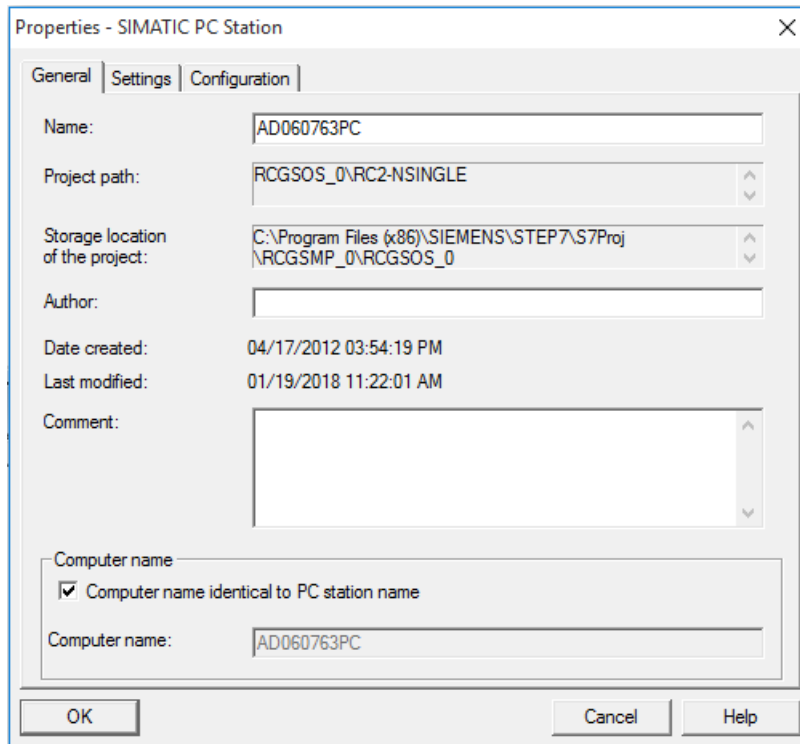 Properties - SIMATIC PC Station
General Settings Configuration
Name: AD060763PC
Project path: RCGSOS_0\RC2-NSINGLE
Storage location C:\Program Files (x86)\SIEMENS\STEP7\S7Proj
of the project: \RCGSMP_0\RCGSOS_0
Author:
Date created: 04/17/2012 03:54:19 PM
Last modified: 01/19/2018 11:22:01 AM
Comment:
Computer name
Computer name identical to PC station name
Computer name: AD060763PC
OK Cancel Help